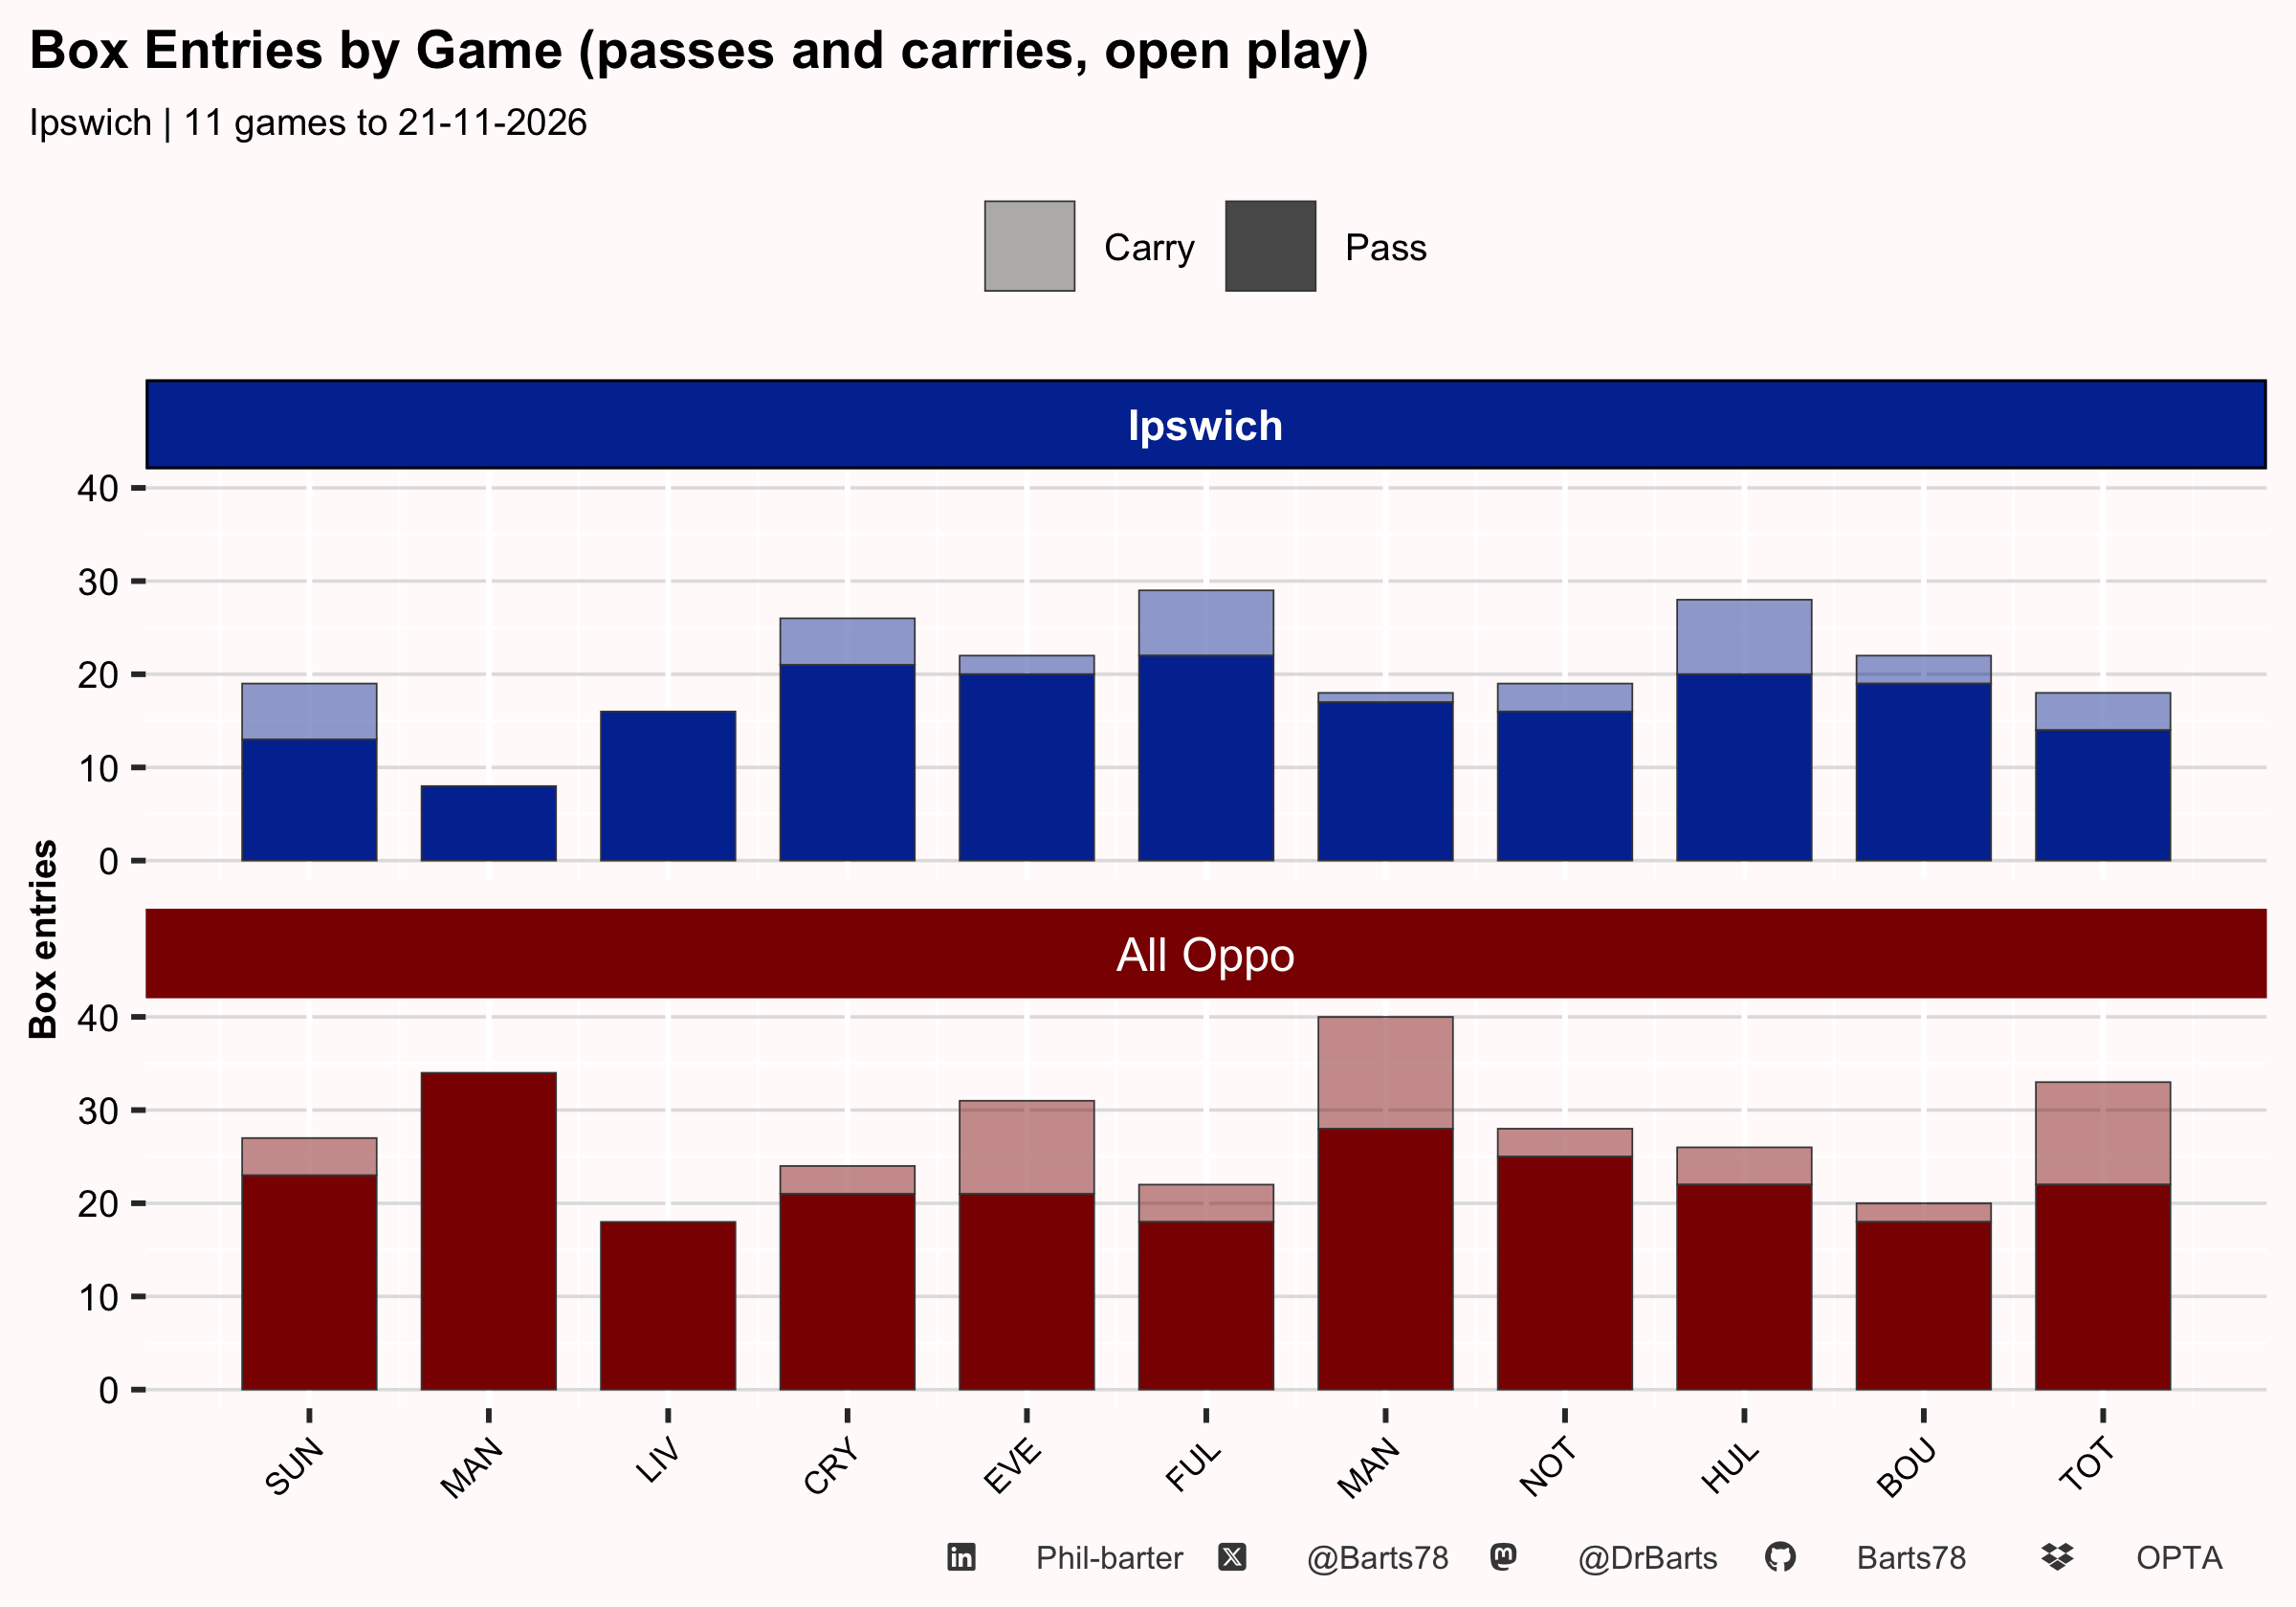 Box Entries by Game (passes and carries, open play)
Ipswich | 11 games to 21-11-2026
Carry Pass
Ipswich
40
30
20
10
0
Box entries
All Oppo
40
30
20
10
0
SUN MAN LIV CRY EVE FUL MAN NOT HUL BOU TOT
Phil-barter @Barts78 @DrBarts Barts78 OPTA